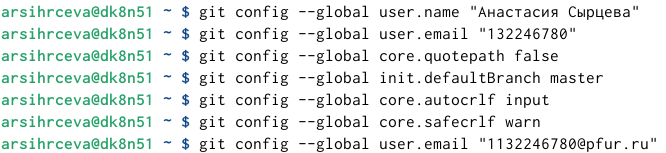 arsihrceva@dk8n51 ~ $ git config --global user.name "Анастасия Сырцева"
arsihrceva@dk8n51 ~ $ git config --global user.email "132246780"
arsihrceva@dk8n51 ~ $ git config --global core.quotepath false
arsihrceva@dk8n51 ~ $ git config --global init.defaultBranch master
arsihrceva@dk8n51 ~ $ git config --global core.autocrlf input
arsihrceva@dk8n51 ~ $ git config --global core.safecrlf warn
arsihrceva@dk8n51 ~ $ git config --global user.email "1132246780@pfur.ru"